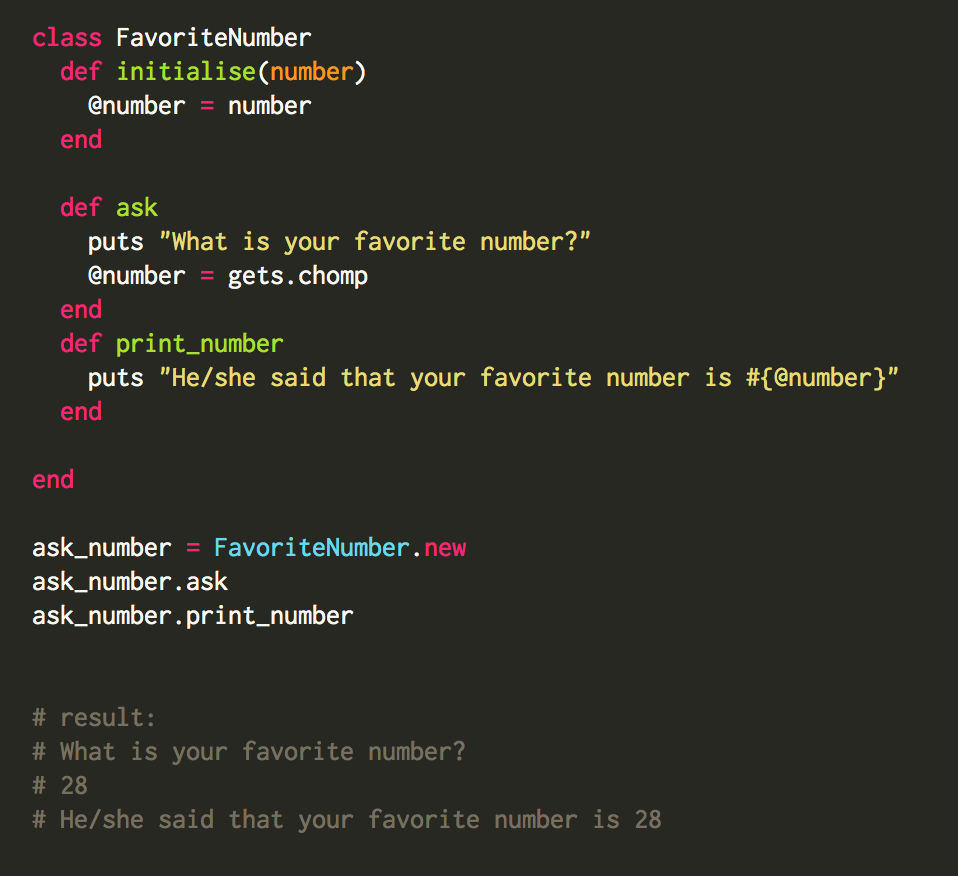 class FavoriteNumber
  def initialise(number)
    @number = number
  end

  def ask
    puts "What is your favorite number?"
    @number = gets.chomp
  end
  def print_number
    puts "He/she said that your favorite number is #{@number}"
  end

end

ask_number = FavoriteNumber.new
ask_number.ask
ask_number.print_number


# result:
# What is your favorite number?
# 28
# He/she said that your favorite number is 28